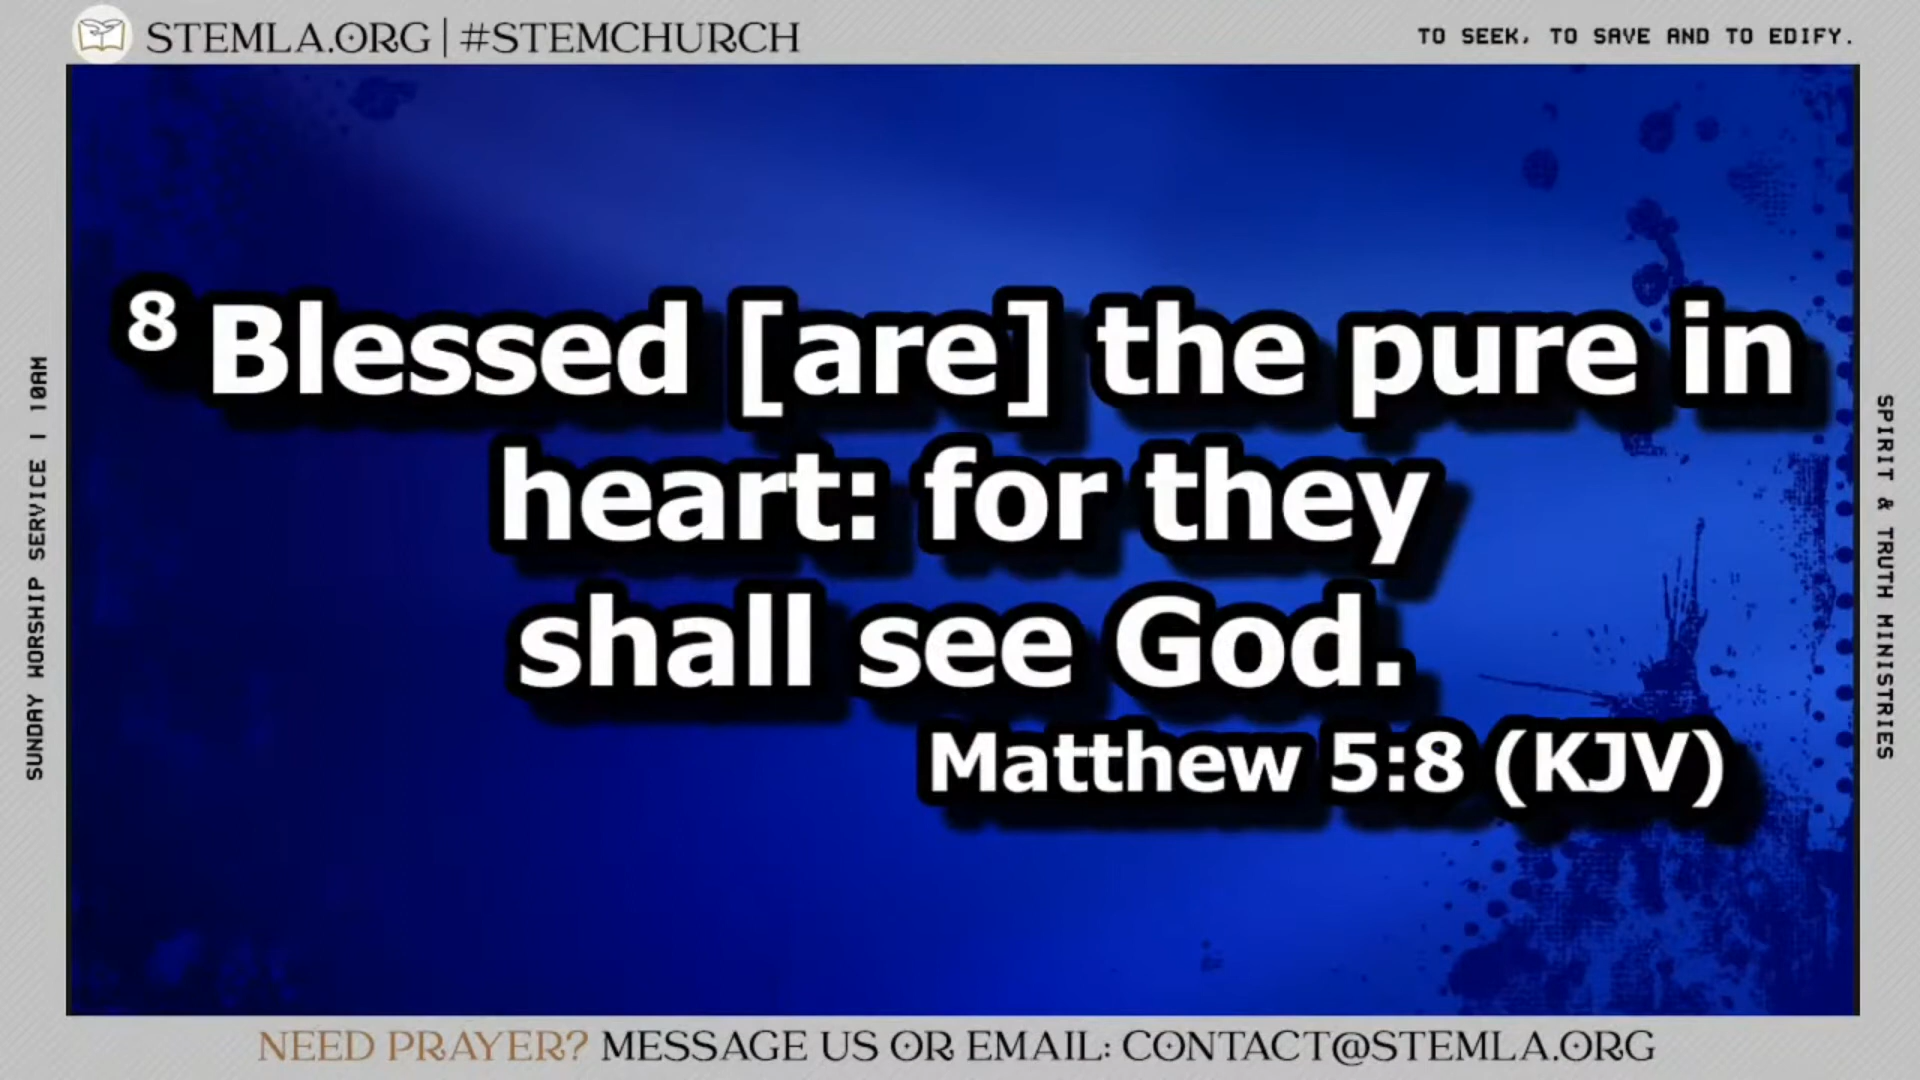 STEMLA.ORG | #STEMCHURCH
TO SEEK, TO SAVE AND TO EDIFY.
SUNDAY WORSHIP SERVICE | 10AM
8 Blessed [are] the pure in
heart: for they
shall see God.
Matthew 5:8 (KJV)
SPIRIT & TRUTH MINISTRIES
NEED PRAYER? MESSAGE US OR EMAIL: CONTACT@STEMLA.ORG